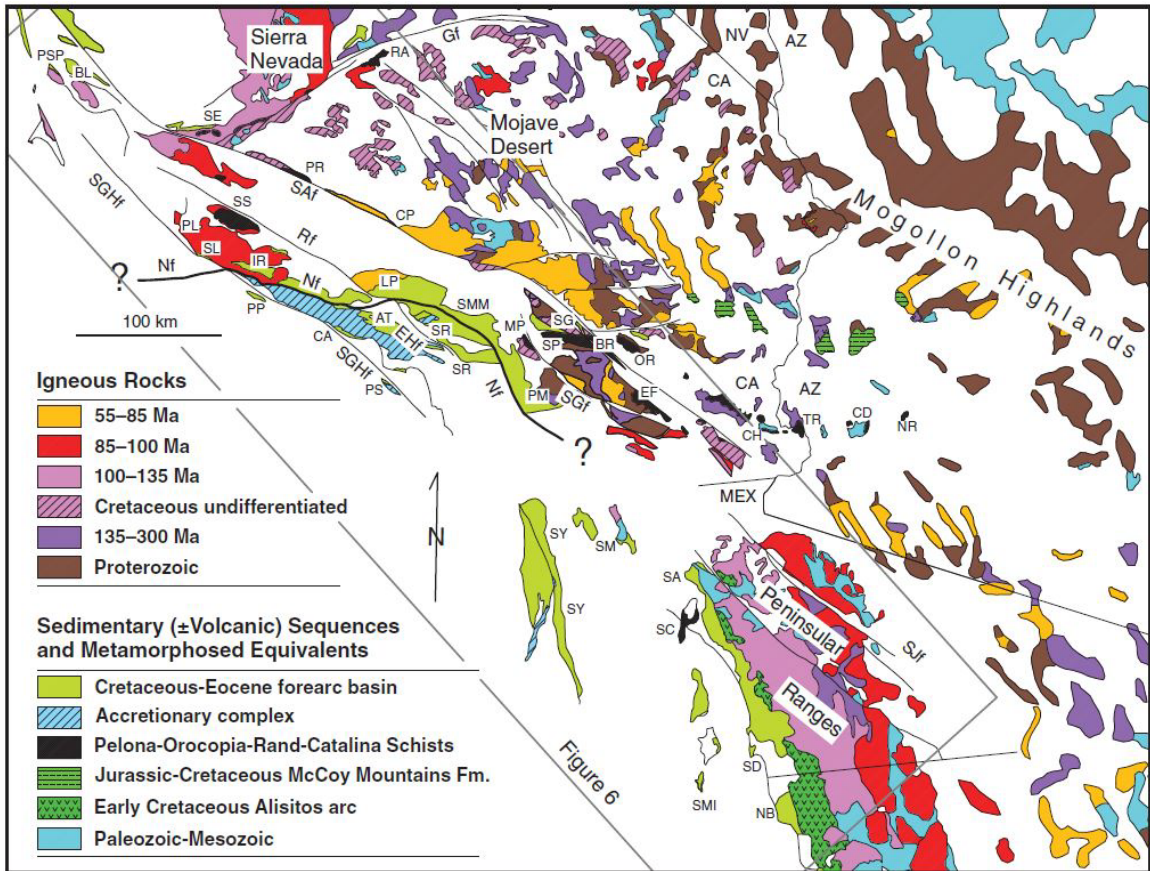 Sierra
Nevada
Gf
RA
NV
AZ
CA
PSP
BL
SE
Mojave
Desert
PR
SAf
CP
SGHf
SS
Rf
PL
SL
IR
Nf
?
Nf
LP
SMM
PP
AT
EHf
SR
SR
CA
SGHf
PS
100 km
MP
SG
SP
BR
OR
PM
SGf
EF
Nf
?
CA
AZ
CH
TR
CD
NR
Mogollon Highlands
MEX
N
SY
SM
SY
SA
SC
Peninsular
Ranges
SJf
SD
SMI
NB
Figure 6
Igneous Rocks
55–85 Ma
85–100 Ma
100–135 Ma
Cretaceous undifferentiated
135–300 Ma
Proterozoic
Sedimentary (±Volcanic) Sequences
and Metamorphosed Equivalents
Cretaceous-Eocene forearc basin
Accretionary complex
Pelona-Orocopia-Rand-Catalina Schists
Jurassic-Cretaceous McCoy Mountains Fm.
Early Cretaceous Alisitos arc
Paleozoic-Mesozoic